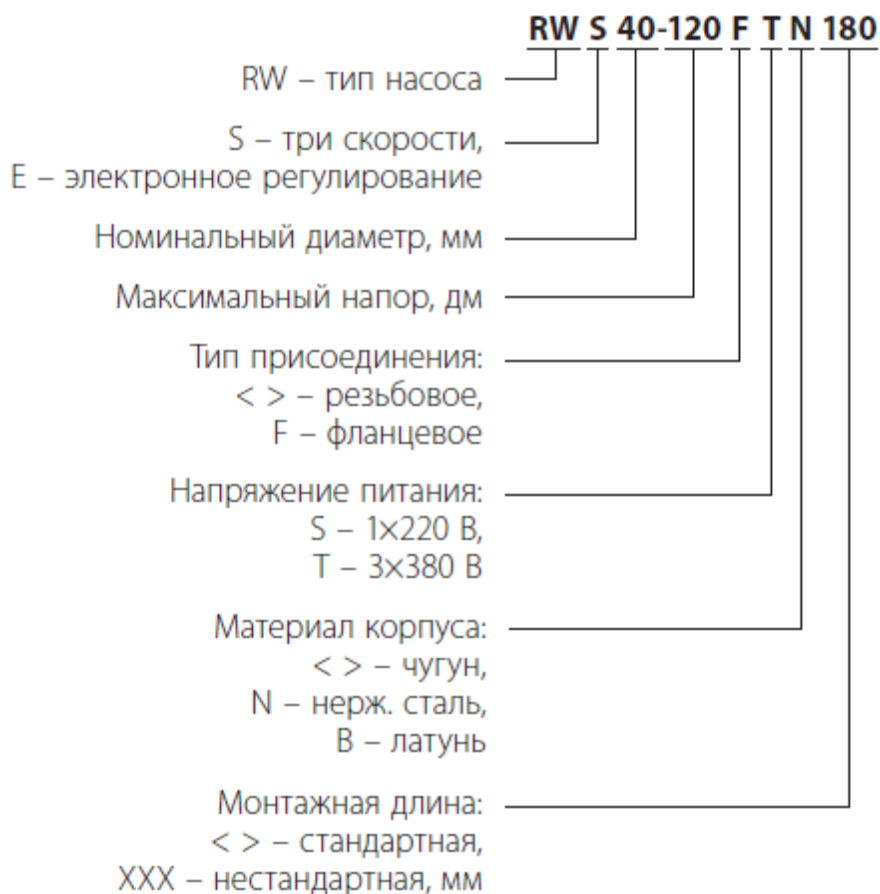 RW S 40-120 F T N 180
RW – тип насоса
S – три скорости,
E – электронное регулирование
Номинальный диаметр, мм
Максимальный напор, дм
Тип присоединения:
< > – резьбовое,
F – фланцевое
Напряжение питания:
S – 1×220 В,
T – 3×380 В
Материал корпуса:
< > – чугун,
N – нерж. сталь,
B – латунь
Монтажная длина:
< > – стандартная,
XXX – нестандартная, мм